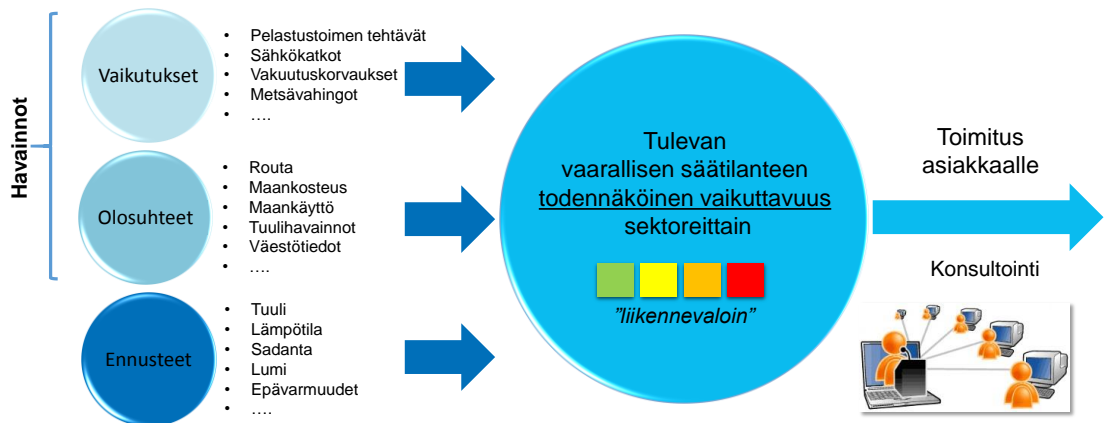 Havainnot
Vaikutukset
• Pelastustoimen tehtävät
• Sähkökatkot
• Vakuutuskorvaukset
• Metsävahingot
• ....
Olosuhteet
• Routa
• Maankosteus
• Maankäyttö
• Tuulihavainnot
• Väestötiedot
• ....
Ennusteet
• Tuuli
• Lämpötila
• Sadanta
• Lumi
• Epävarmuudet
• ....
Tulevan
vaarallisen säätilanteen
todennäköinen vaikuttavuus
sektoreittain
”liikennevaloin”
Toimitus
asiakkaalle
Konsultointi